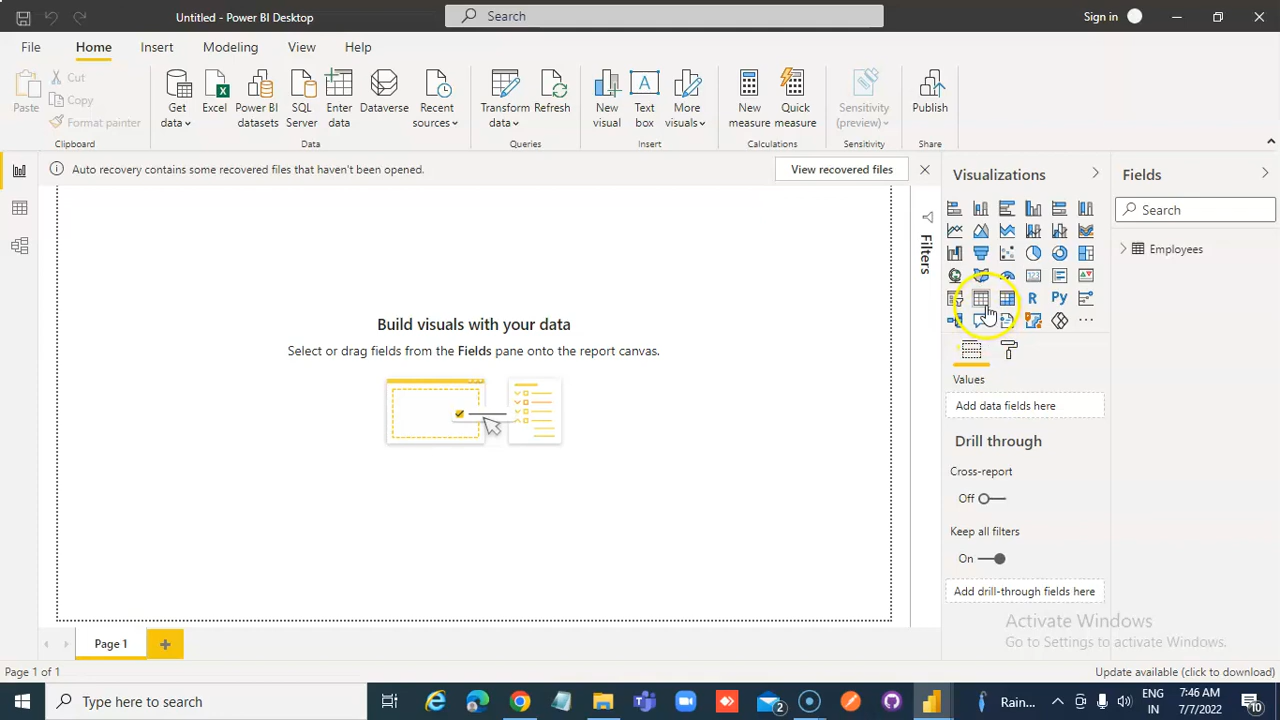 Untitled - Power BI Desktop
Search
Sign in
File
Home
Insert
Modeling
View
Help
Paste
Cut
Copy
Format painter
Clipboard
Get data
Excel
Power BI datasets
SQL Server
Enter data
Dataverse
Recent sources
Data
Transform data
Refresh
Queries
New visual
Text box
More visuals
Insert
New measure
Quick measure
Calculations
Sensitivity (preview)
Sensitivity
Publish
Share
Auto recovery contains some recovered files that haven't been opened.
View recovered files
Build visuals with your data
Select or drag fields from the Fields pane onto the report canvas.
Filters
Visualizations
123
R
Py
Values
Add data fields here
Drill through
Cross-report
Off
Keep all filters
On
Add drill-through fields here
Fields
Search
Employees
Activate Windows
Go to Settings to activate Windows.
Page 1
Page 1 of 1
Update available (click to download)
Type here to search
2
Rain...
ENG
IN
7:46 AM
7/7/2022
10